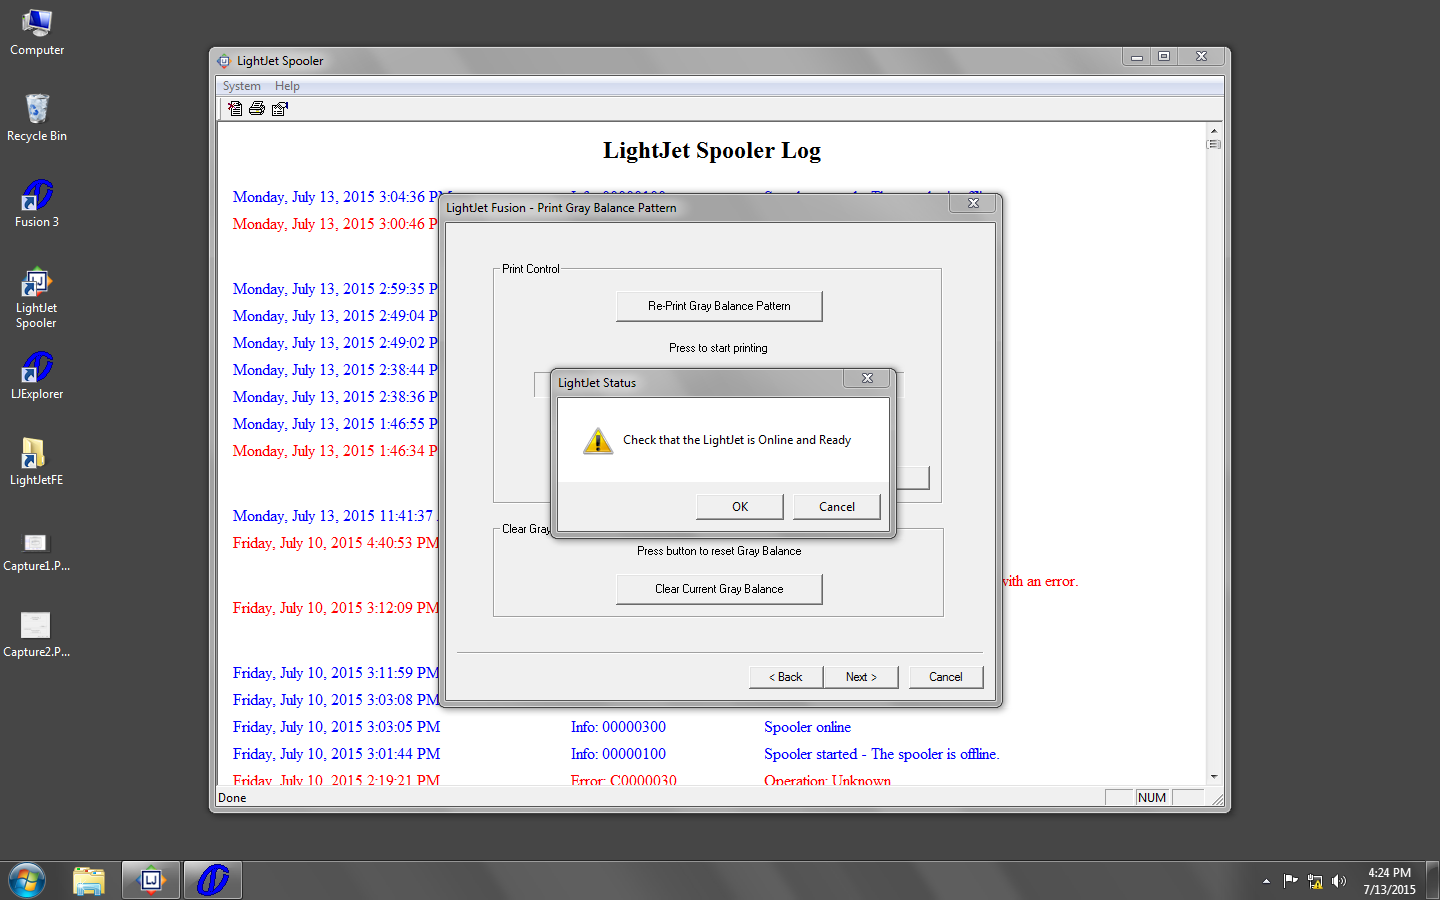 Computer
Recycle Bin
Fusion 3
LightJet
Spooler
LJExplorer
LightJetFE
Capture1.P...
Capture2.P...
LightJet Spooler
System Help
LightJet Spooler Log
Monday, July 13, 2015 3:04:36 PM
Monday, July 13, 2015 3:00:46 P
Monday, July 13, 2015 2:59:35 P
Monday, July 13, 2015 2:49:04 P
Monday, July 13, 2015 2:49:02 P
Monday, July 13, 2015 2:38:44 P
Monday, July 13, 2015 2:38:36 P
Monday, July 13, 2015 1:46:55 P
Monday, July 13, 2015 1:46:34 P
Monday, July 13, 2015 11:41:37
Friday, July 10, 2015 4:40:53 PM
with an error.
Friday, July 10, 2015 3:12:09 PM
Friday, July 10, 2015 3:11:59 PM
Friday, July 10, 2015 3:03:08 PM
Friday, July 10, 2015 3:03:05 PM Info: 00000300 Spooler online
Friday, July 10, 2015 3:01:44 PM Info: 00000100 Spooler started - The spooler is offline.
Friday, July 10, 2015 2:19:21 PM Error: C0000030 Operation: Unknown
Done
NUM
LightJet Fusion - Print Gray Balance Pattern
Print Control
Re-Print Gray Balance Pattern
Press to start printing
LightJet Status
Check that the LightJet is Online and Ready
OK Cancel
Clear Gray
Press button to reset Gray Balance
Clear Current Gray Balance
< Back Next > Cancel
4:24 PM
7/13/2015